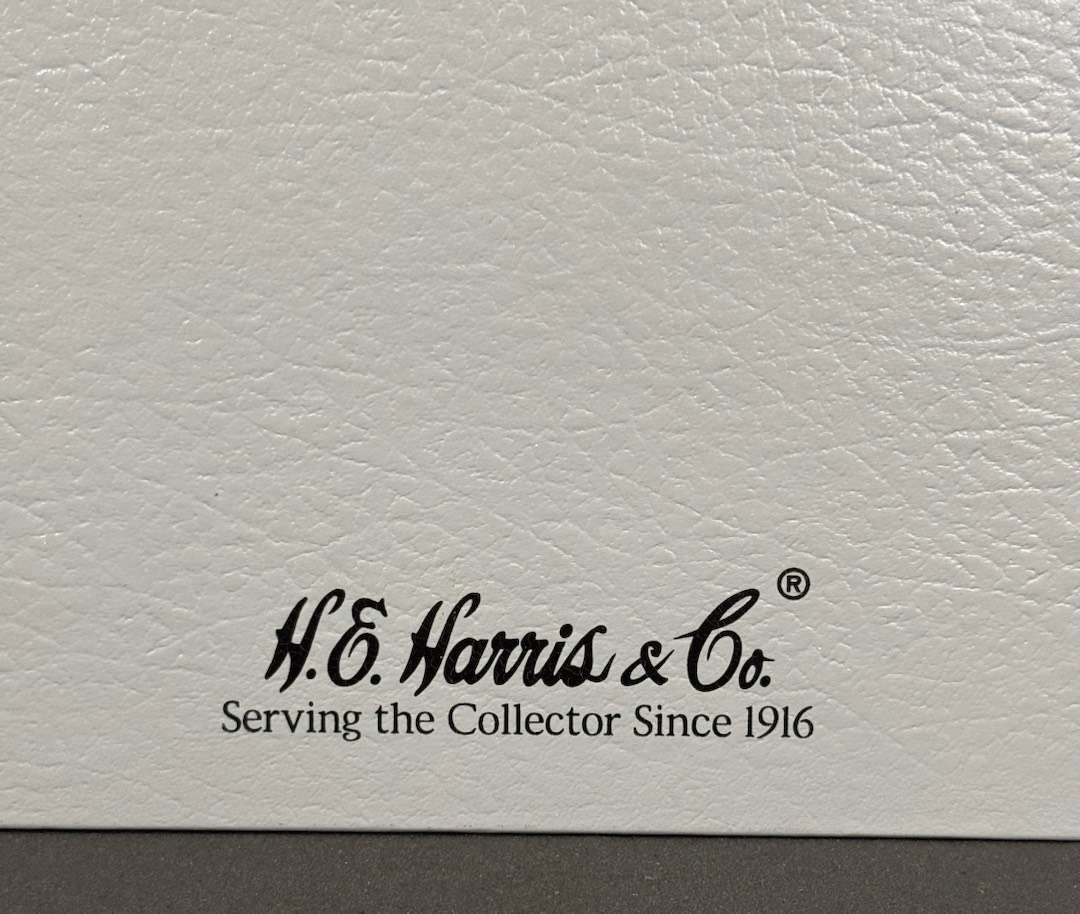 H.E. Harris & Co.®
Serving the Collector Since 1916